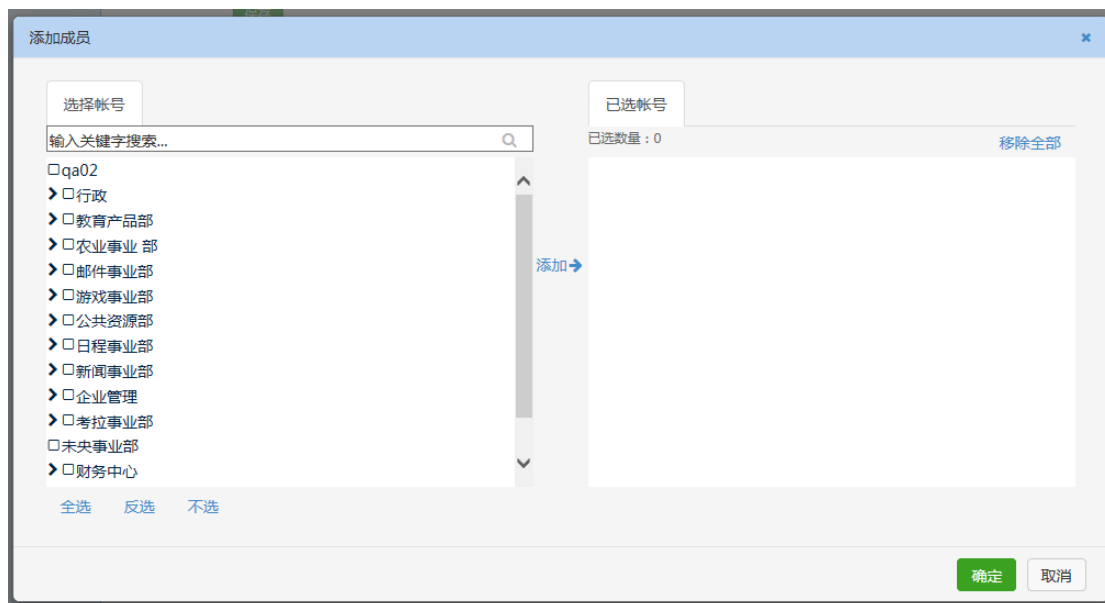 添加成员
选择帐号
已选帐号
输入关键字搜索...
已选数量：0
移除全部
qa02
行政
教育产品部
农业事业 部
邮件事业部
添加
游戏事业部
公共资源部
日程事业部
新闻事业部
企业管理
考拉事业部
未央事业部
财务中心
全选 反选 不选
确定 取消